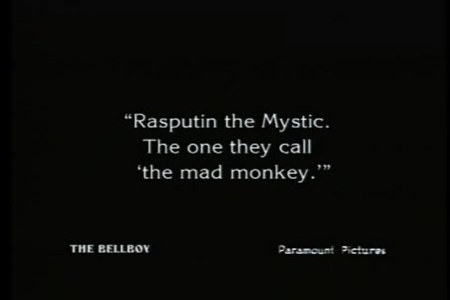 “Rasputin the Mystic.
The one they call
‘the mad monkey.’”
THE BELLBOY
Paramount Pictures